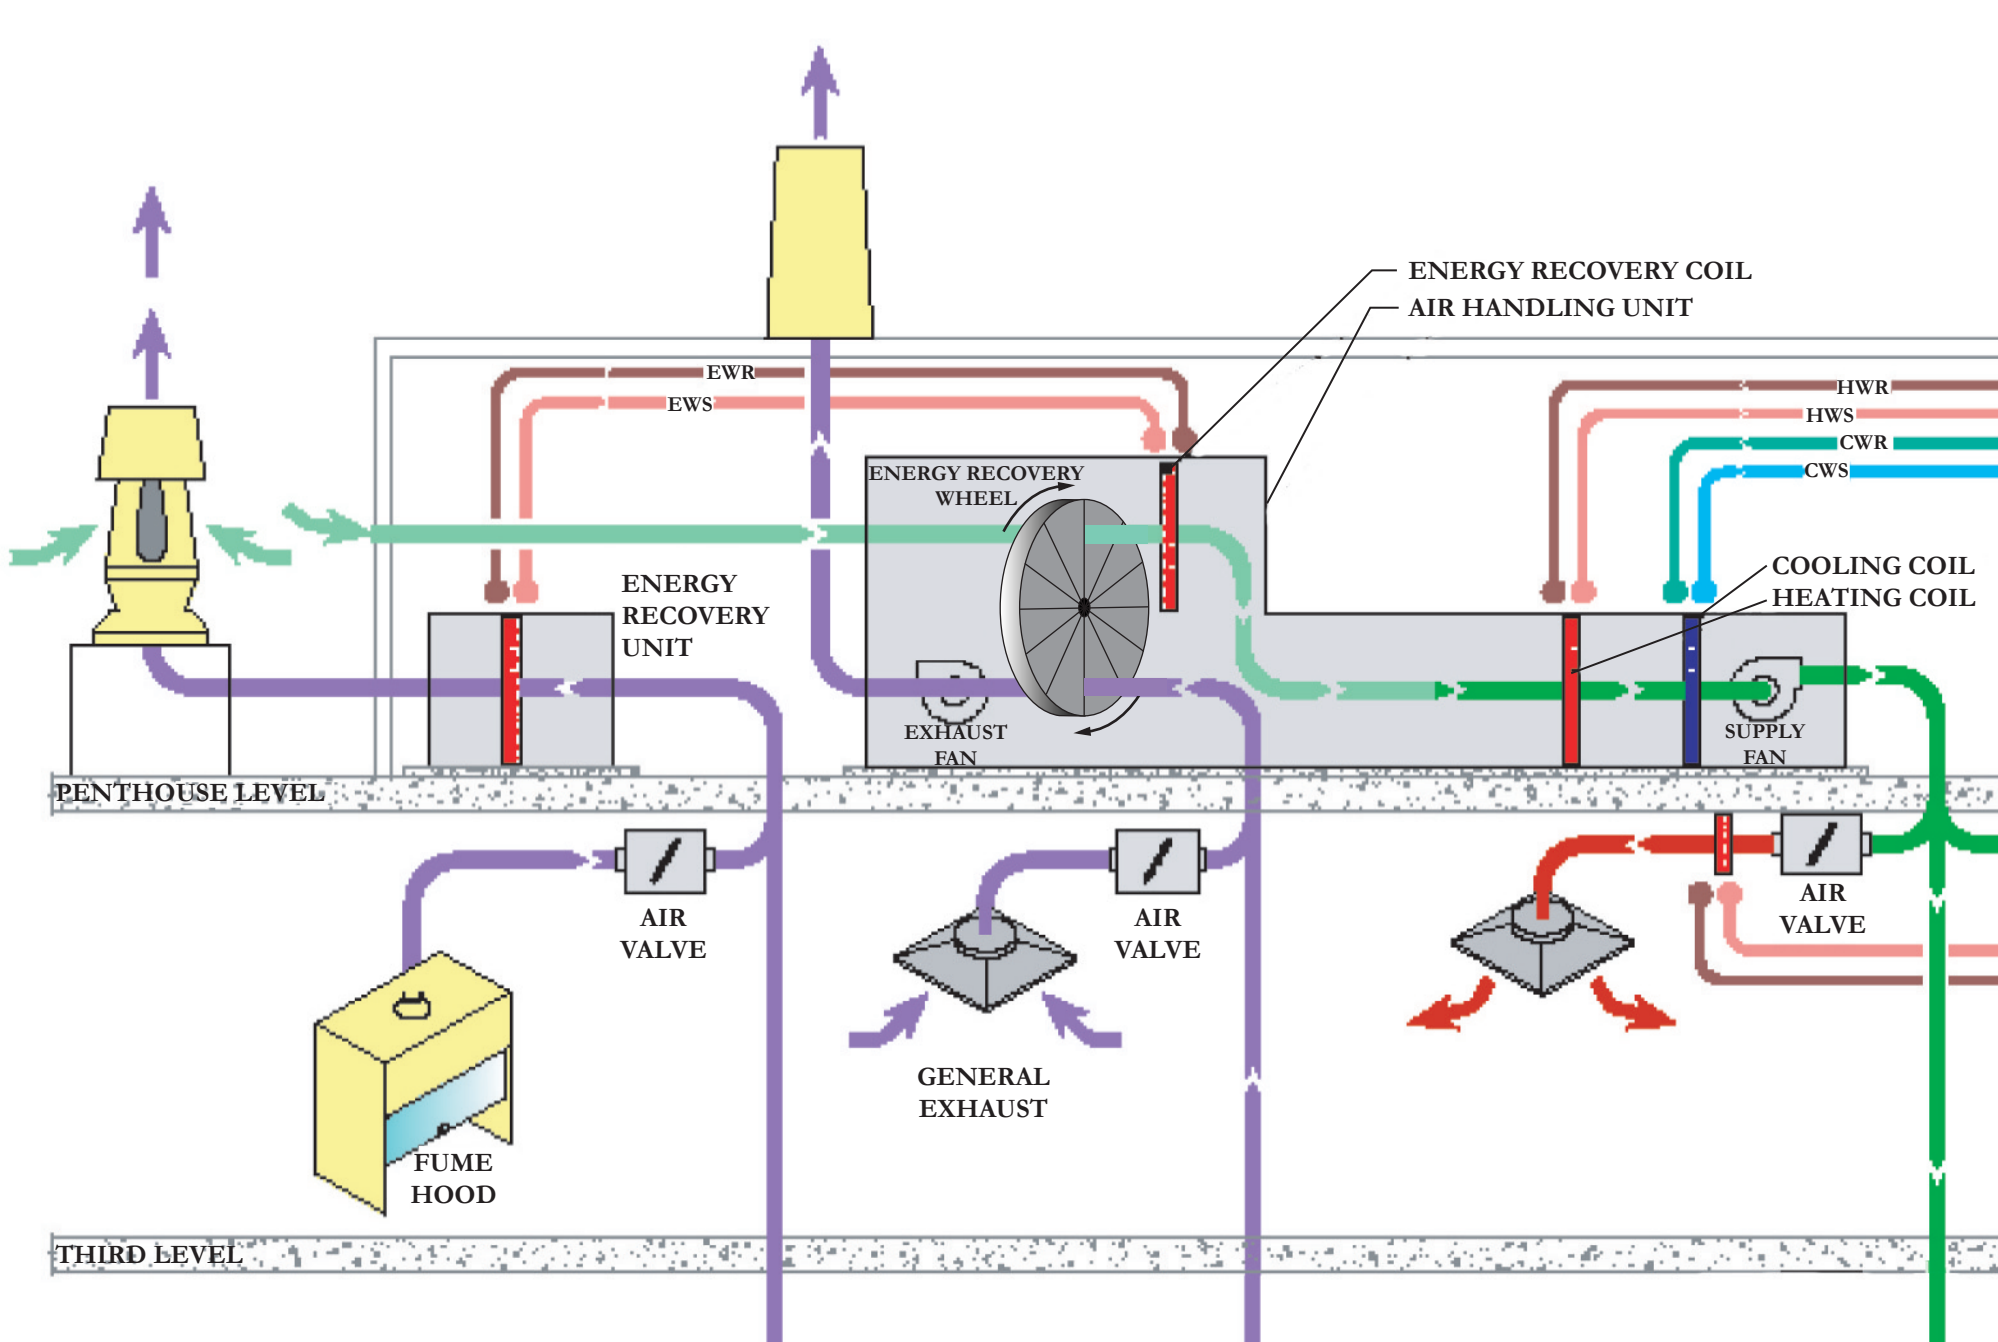 ENERGY RECOVERY COIL
AIR HANDLING UNIT
EWR
EWS
HWR
HWS
CWR
CWS
ENERGY RECOVERY
WHEEL
COOLING COIL
HEATING COIL
ENERGY
RECOVERY
UNIT
EXHAUST
FAN
SUPPLY
FAN
PENTHOUSE LEVEL
AIR
VALVE
AIR
VALVE
AIR
VALVE
GENERAL
EXHAUST
FUME
HOOD
THIRD LEVEL